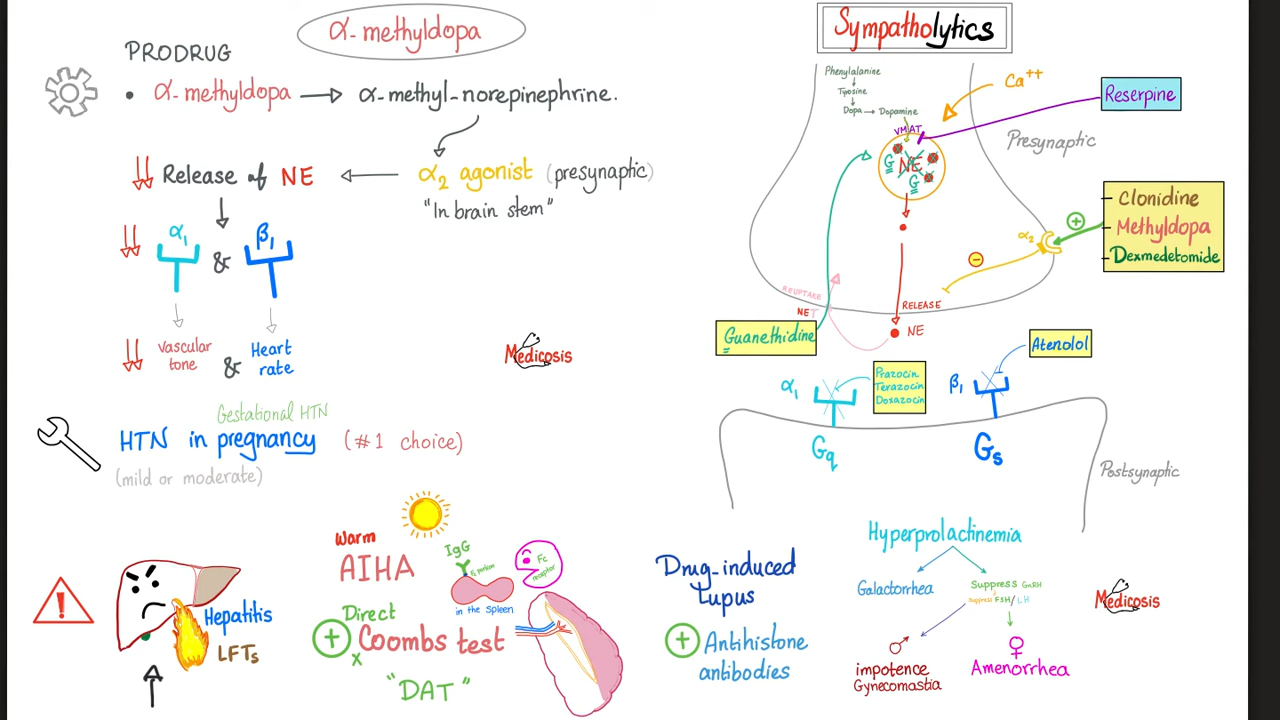 α-methyldopa
PRODRUG
• α-methyldopa → α-methyl-norepinephrine.
↓↓ Release of NE ← α2 agonist (presynaptic)
"In brain stem"
↓↓ α1 & β1
↓↓ Vascular tone & Heart rate
Medicosis
Gestational HTN
HTN in pregnancy (#1 choice)
(mild or moderate)
Hepatitis
LFTs
Warm
AIHA
IgG
Fc portion
Fc
receptor
in the Spleen
Direct
+ Coombs test
x
"DAT"
Sympatholytics
Phenylalanine
Tyrosine
Dopa → Dopamine
VMAT
Ca++
Reserpine
Presynaptic
G NE
G
Clonidine
+ Methyldopa
Dexmedetomide
α2
−
REUPTAKE
NET
RELEASE
NE
Guanethidine
Atenolol
Prazocin
Terazocin
Doxazocin
α1
β1
Gq
Gs
Postsynaptic
Drug-induced
Lupus
+ Antihistone
antibodies
Hyperprolactinemia
Galactorrhea
Suppress GnRH
Suppress FSH/LH
♂
♀
impotence
Gynecomastia
Amenorrhea
Medicosis